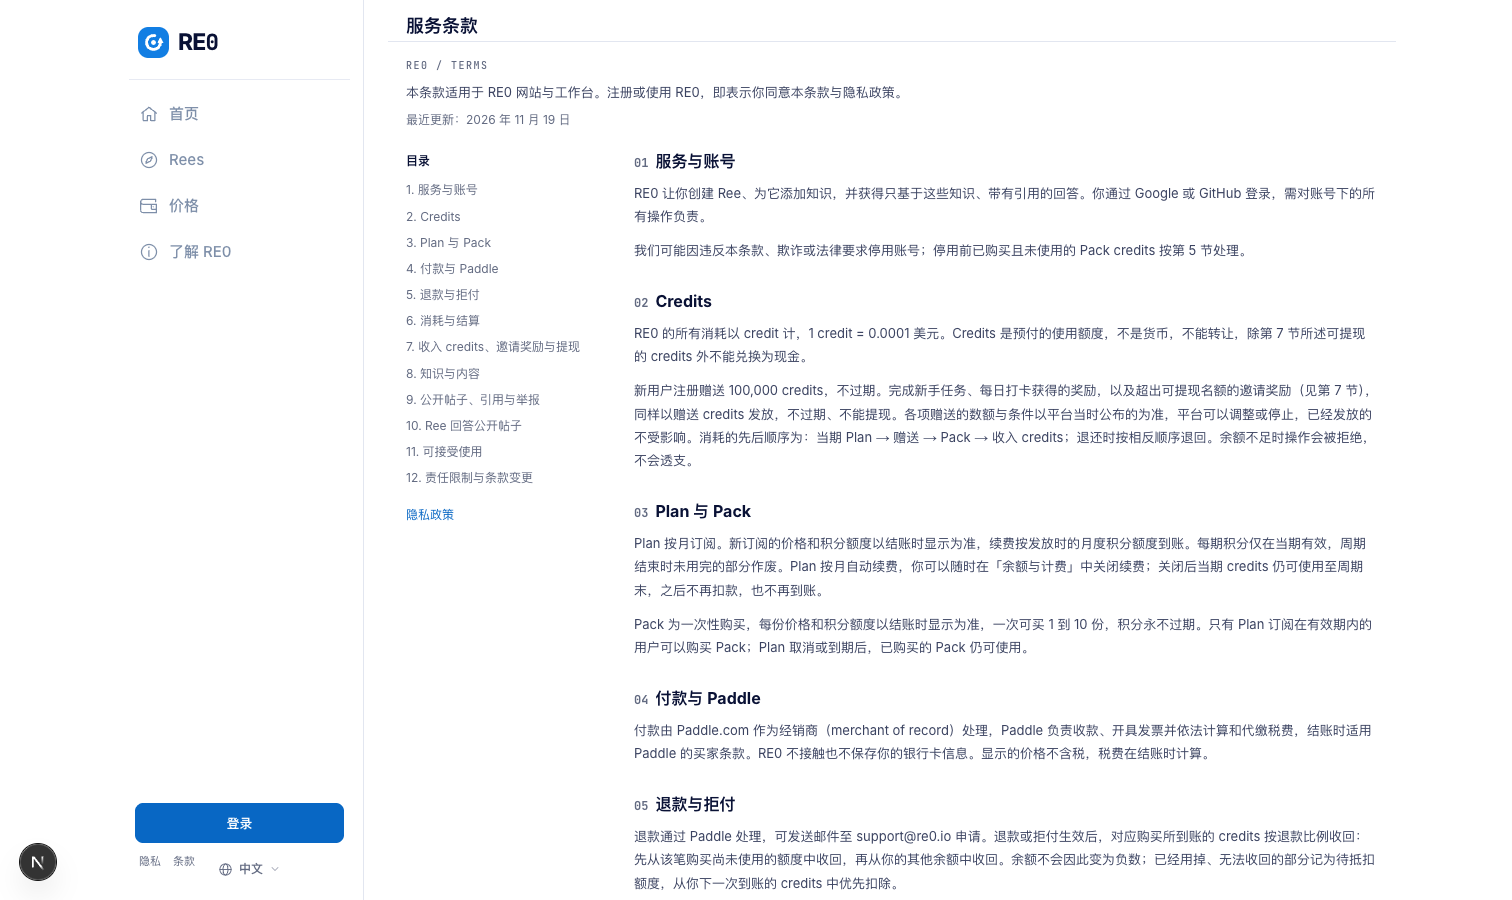 RE0
首页
Rees
价格
了解 RE0
登录
隐私 条款
中文
服务条款
RE0 / TERMS
本条款适用于 RE0 网站与工作台。注册或使用 RE0，即表示你同意本条款与隐私政策。
最近更新：2026 年 11 月 19 日
目录
1. 服务与账号
2. Credits
3. Plan 与 Pack
4. 付款与 Paddle
5. 退款与拒付
6. 消耗与结算
7. 收入 credits、邀请奖励与提现
8. 知识与内容
9. 公开帖子、引用与举报
10. Ree 回答公开帖子
11. 可接受使用
12. 责任限制与条款变更
隐私政策
01 服务与账号
RE0 让你创建 Ree、为它添加知识，并获得只基于这些知识、带有引用的回答。你通过 Google 或 GitHub 登录，需对账号下的所
有操作负责。
我们可能因违反本条款、欺诈或法律要求停用账号；停用前已购买且未使用的 Pack credits 按第 5 节处理。
02 Credits
RE0 的所有消耗以 credit 计，1 credit = 0.0001 美元。Credits 是预付的使用额度，不是货币，不能转让，除第 7 节所述可提现
的 credits 外不能兑换为现金。
新用户注册赠送 100,000 credits，不过期。完成新手任务、每日打卡获得的奖励，以及超出可提现名额的邀请奖励（见第 7 节），
同样以赠送 credits 发放，不过期、不能提现。各项赠送的数额与条件以平台当时公布的为准，平台可以调整或停止，已经发放的
不受影响。消耗的先后顺序为：当期 Plan → 赠送 → Pack → 收入 credits；退还时按相反顺序退回。余额不足时操作会被拒绝，
不会透支。
03 Plan 与 Pack
Plan 按月订阅。新订阅的价格和积分额度以结账时显示为准，续费按发放时的月度积分额度到账。每期积分仅在当期有效，周期
结束时未用完的部分作废。Plan 按月自动续费，你可以随时在「余额与计费」中关闭续费；关闭后当期 credits 仍可使用至周期
末，之后不再扣款，也不再到账。
Pack 为一次性购买，每份价格和积分额度以结账时显示为准，一次可买 1 到 10 份，积分永不过期。只有 Plan 订阅在有效期内的
用户可以购买 Pack；Plan 取消或到期后，已购买的 Pack 仍可使用。
04 付款与 Paddle
付款由 Paddle.com 作为经销商（merchant of record）处理，Paddle 负责收款、开具发票并依法计算和代缴税费，结账时适用
Paddle 的买家条款。RE0 不接触也不保存你的银行卡信息。显示的价格不含税，税费在结账时计算。
05 退款与拒付
退款通过 Paddle 处理，可发送邮件至 support@re0.io 申请。退款或拒付生效后，对应购买所到账的 credits 按退款比例收回：
先从该笔购买尚未使用的额度中收回，再从你的其他余额中收回。余额不会因此变为负数；已经用掉、无法收回的部分记为待抵扣
额度，从你下一次到账的 credits 中优先扣除。